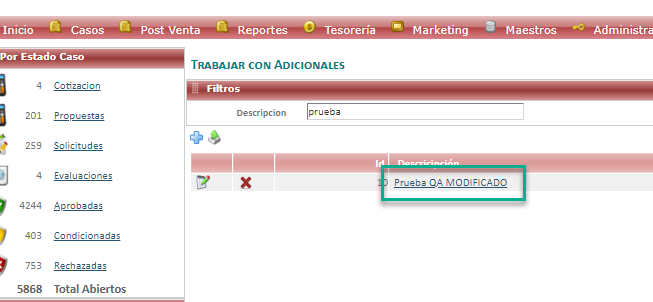 Inicio Casos Post Venta Reportes Tesorería Marketing Maestros Administra
Por Estado Caso
4 Cotizacion
201 Propuestas
259 Solicitudes
4 Evaluaciones
4244 Aprobadas
403 Condicionadas
753 Rechazadas
5868 Total Abiertos
Trabajar con Adicionales
Filtros
Descripcion prueba
Id Descricipción
10 Prueba QA MODIFICADO